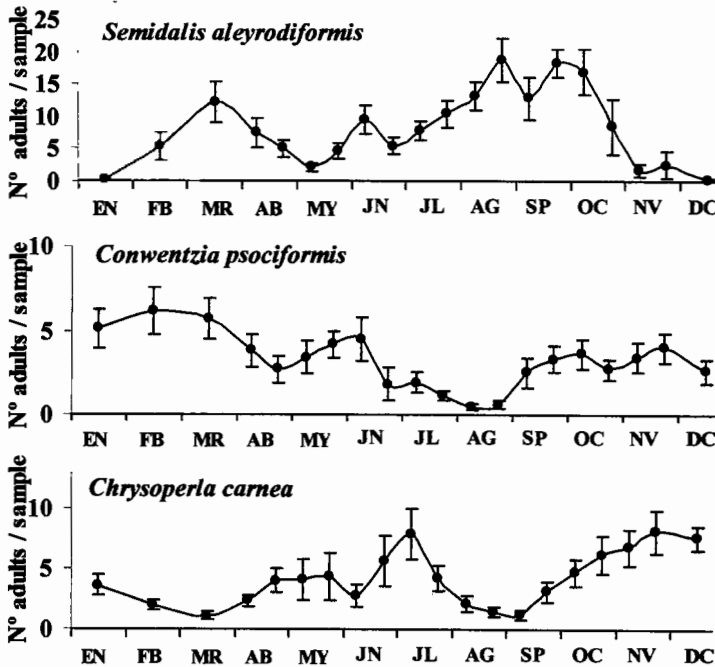 Semidalis aleyrodiformis
Nº adults / sample
25
20
15
10
5
0
EN FB MR AB MY JN JL AG SP OC NV DC
Conwentzia psociformis
Nº adults / sample
10
5
0
EN FB MR AB MY JN JL AG SP OC NV DC
Chrysoperla carnea
Nº adults / sample
10
5
0
EN FB MR AB MY JN JL AG SP OC NV DC